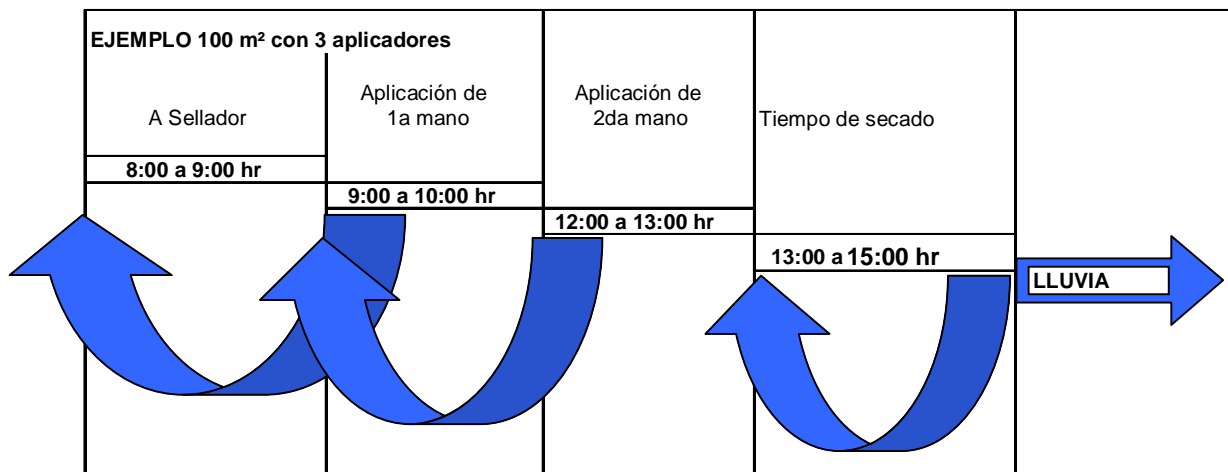 EJEMPLO 100 m² con 3 aplicadores
A Sellador
Aplicación de
1a mano
Aplicación de
2da mano
Tiempo de secado
8:00 a 9:00 hr
9:00 a 10:00 hr
12:00 a 13:00 hr
13:00 a 15:00 hr
LLUVIA